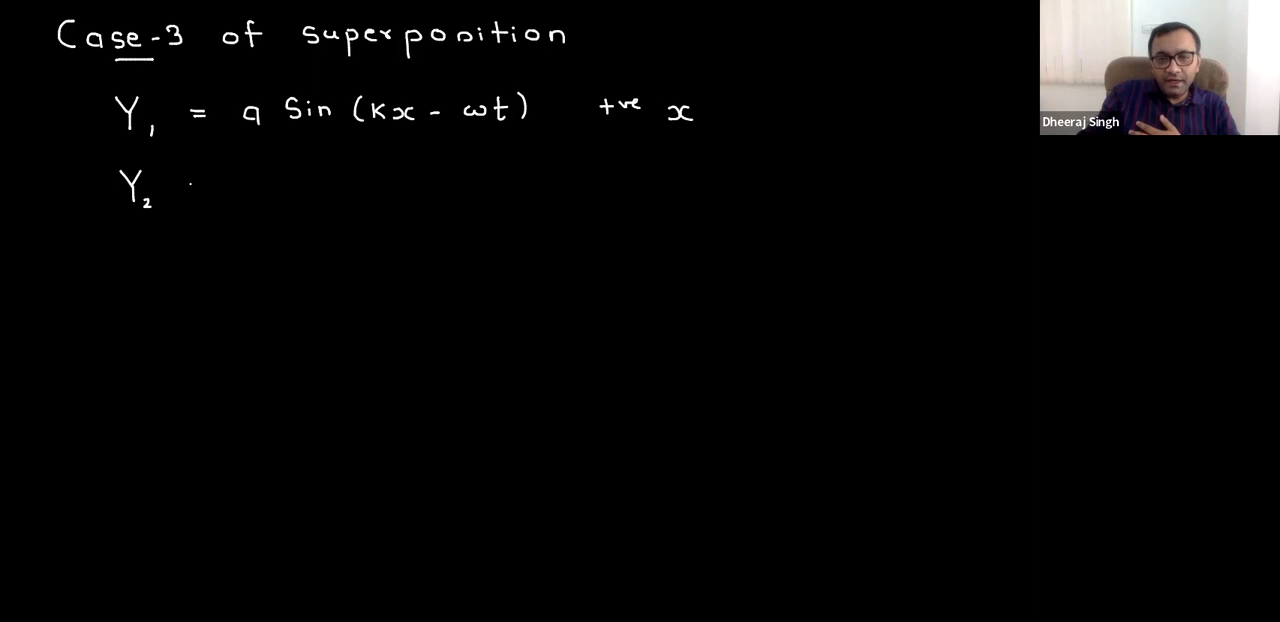 Case-3 of superposition
Y₁ = a Sin (Kx - ωt) +ve x
Y₂
Dheeraj Singh